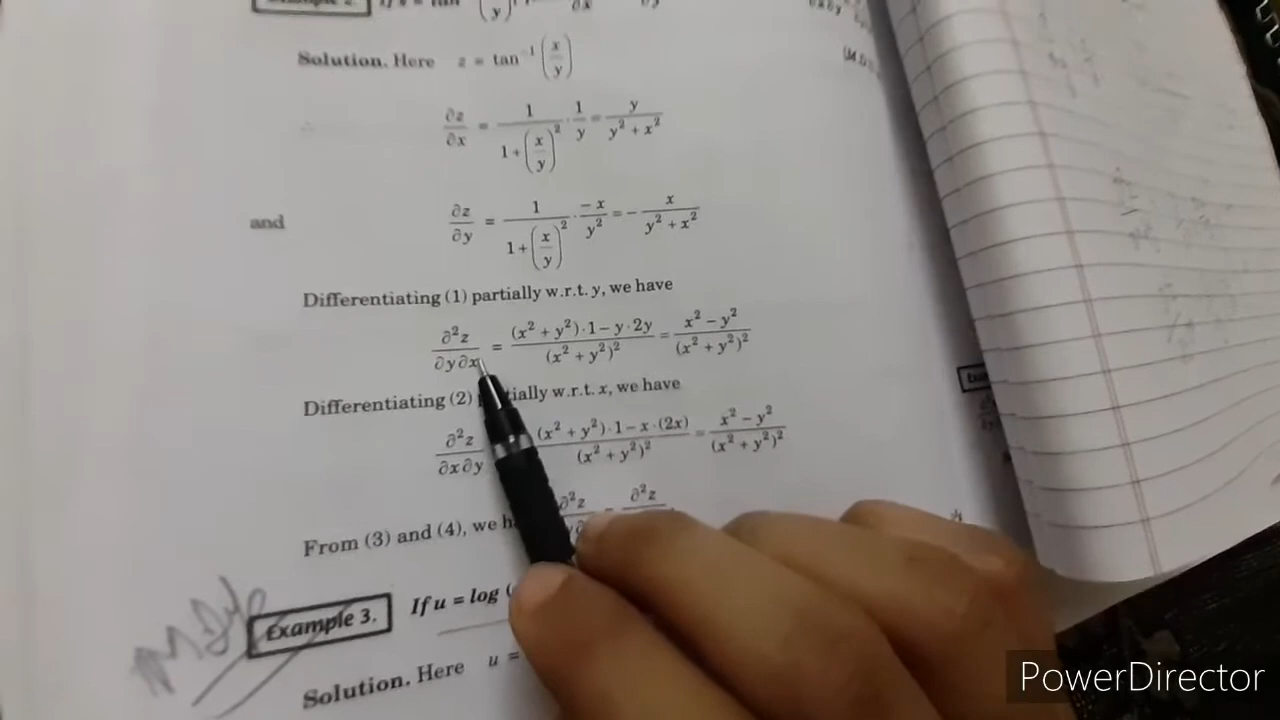 Solution. Here z = tan⁻¹ (x/y)
∂z/∂x = 1/(1+(x/y)²) · 1/y = y/(y² + x²)
and ∂z/∂y = 1/(1+(x/y)²) · −x/y² = − x/(y² + x²)
Differentiating (1) partially w.r.t. y, we have
∂²z/∂y∂x = ((x² + y²)·1 − y·2y)/(x² + y²)² = (x² − y²)/(x² + y²)²
Differentiating (2) w.r.t. x, we have
∂²z/∂x∂y ((x² + y²)·1 − x·(2x))/(x² + y²)² = (x² − y²)/(x² + y²)²
From (3) and (4), we ∂²z = ∂²z
Example 3. If u = log (
Solution. Here u =
PowerDirector